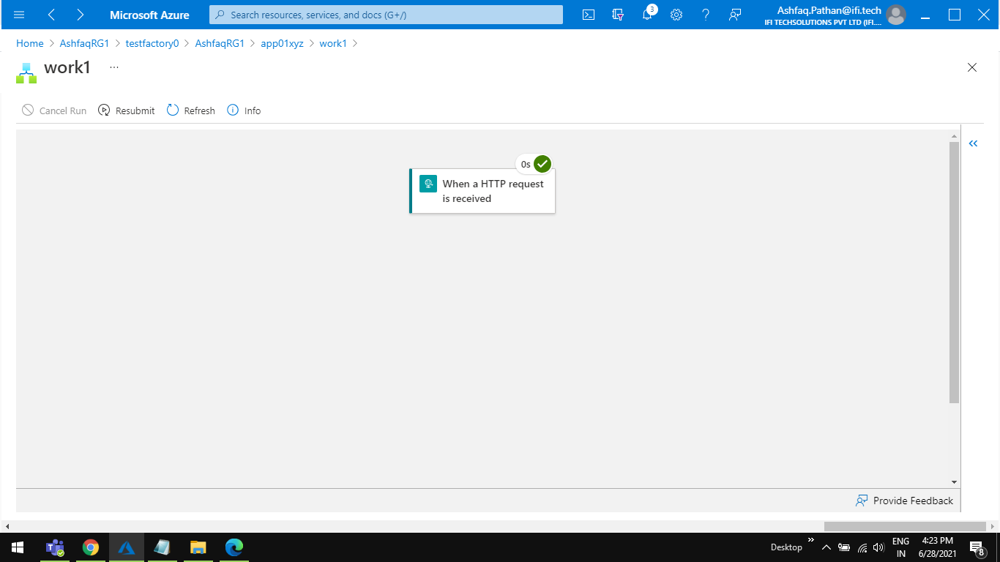 Microsoft Azure
Search resources, services, and docs (G+/)
3
Ashfaq.Pathan@ifi.tech
IFI TECHSOLUTIONS PVT LTD (IFI....
Home > AshfaqRG1 > testfactory0 > AshfaqRG1 > app01xyz > work1 >
work1 ...
Cancel Run Resubmit Refresh Info
0s
When a HTTP request
is received
Provide Feedback
Desktop
ENG
IN
4:23 PM
6/28/2021
8